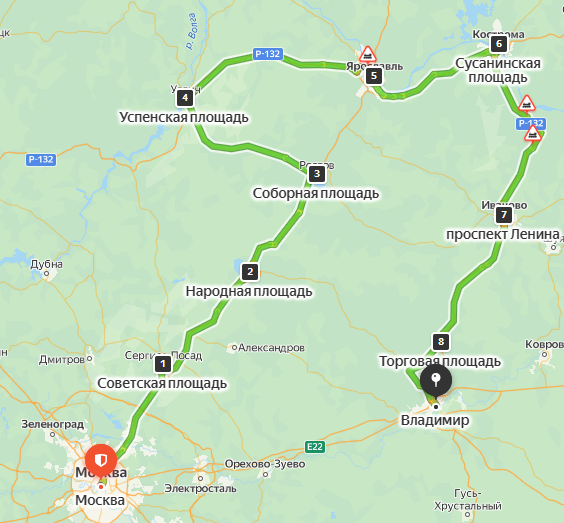 Кострома
6
Сусанинская
площадь
р. Волга
Р-132
Ярославль
5
4
Успенская площадь
Р-132
Р-132
Ростов
3
Соборная площадь
Иваново
7
проспект Ленина
Дубна
2
Народная площадь
8
Торговая площадь
Ковров
Александров
Дмитров
Сергиев Посад
1
Советская площадь
Владимир
Зеленоград
E22
Москва
Москва
Орехово-Зуево
Электросталь
Гусь-
Хрустальный